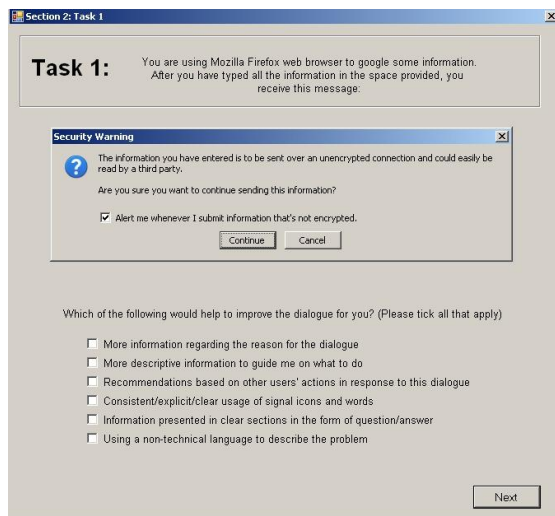 Section 2: Task 1
Task 1:
You are using Mozilla Firefox web browser to google some information.
After you have typed all the information in the space provided, you
receive this message:
Security Warning
The information you have entered is to be sent over an unencrypted connection and could easily be
read by a third party.
Are you sure you want to continue sending this information?
Alert me whenever I submit information that's not encrypted.
Continue
Cancel
Which of the following would help to improve the dialogue for you? (Please tick all that apply)
More information regarding the reason for the dialogue
More descriptive information to guide me on what to do
Recommendations based on other users' actions in response to this dialogue
Consistent/explicit/clear usage of signal icons and words
Information presented in clear sections in the form of question/answer
Using a non-technical language to describe the problem
Next